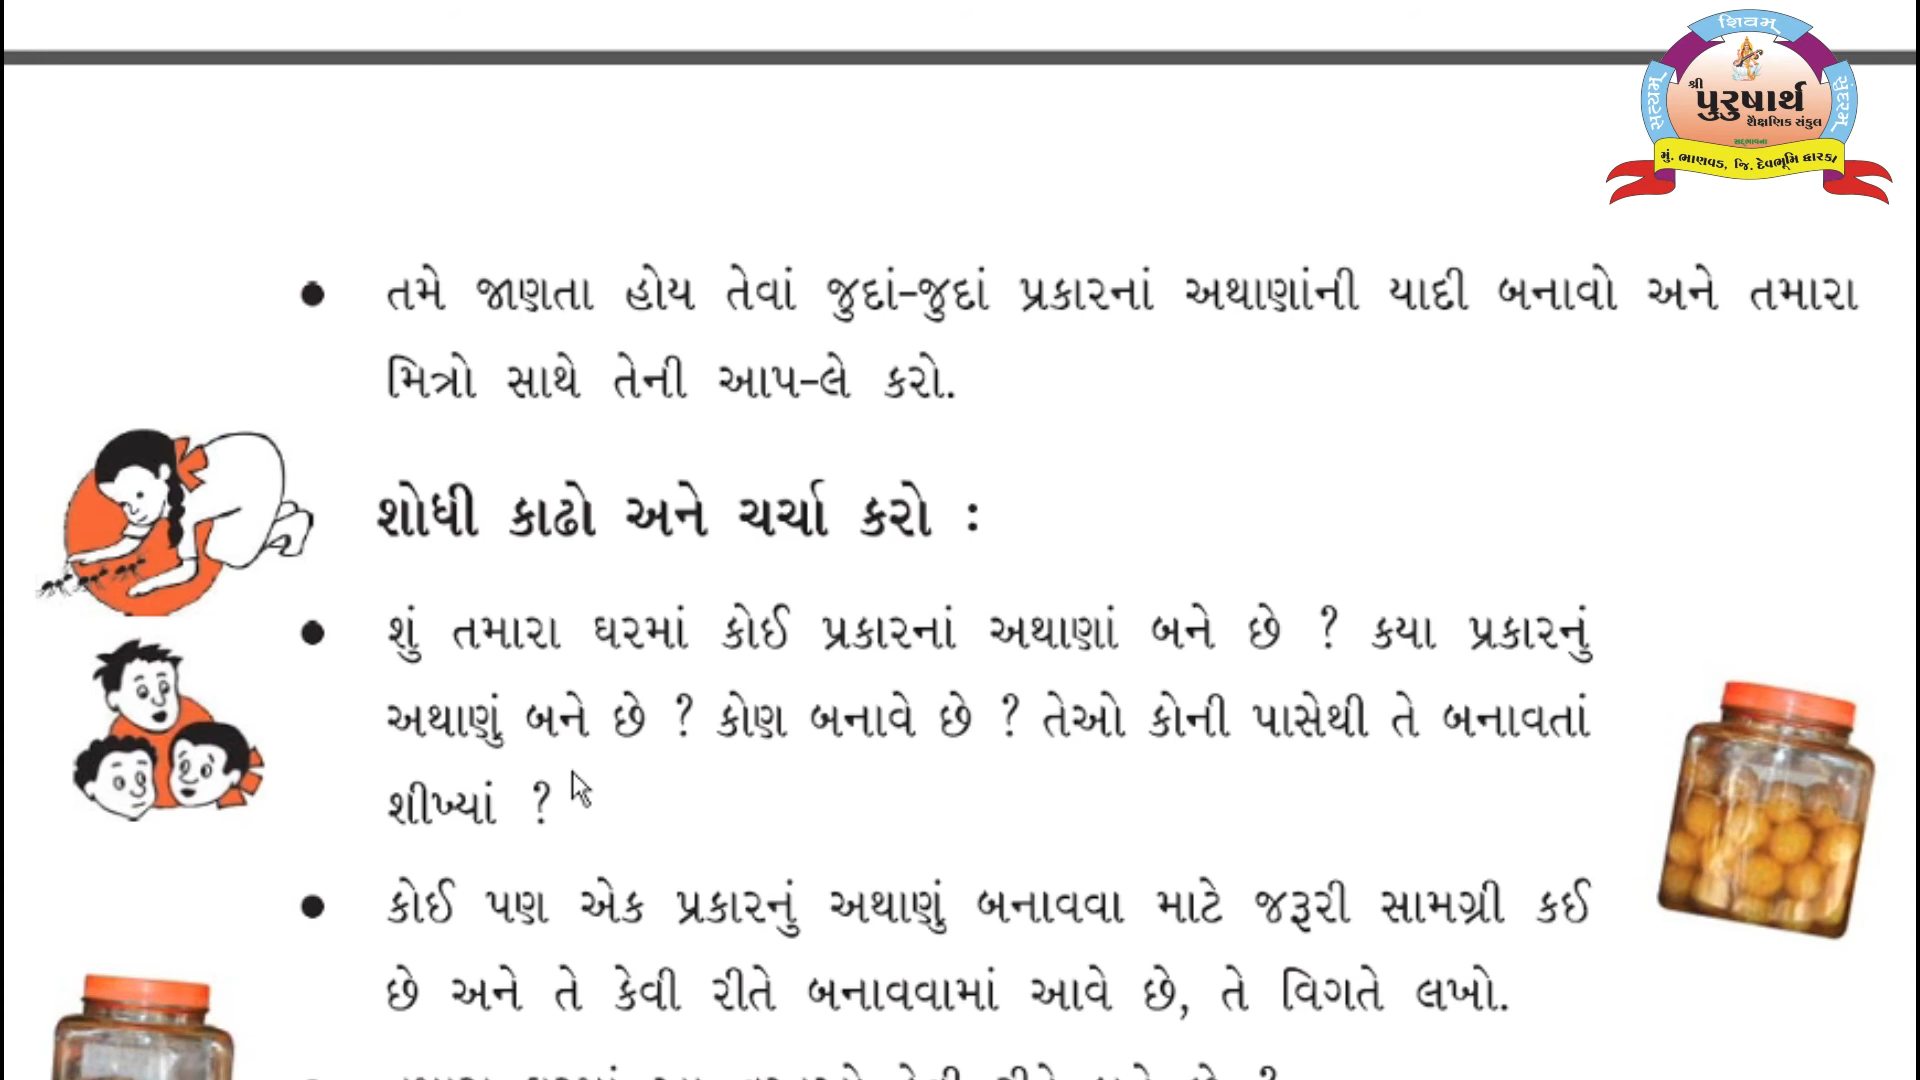 શિવમ્
સત્યમ્
સુંદરમ્
શ્રી
પુરુષાર્થ
શૈક્ષણિક સંકુલ
સદ્ભાવના
મું. ભાણવડ, જિ. દેવભૂમિ દ્વારકા
● તમે જાણતા હોય તેવાં જુદાં-જુદાં પ્રકારનાં અથાણાંની યાદી બનાવો અને તમારા
મિત્રો સાથે તેની આપ-લે કરો.
શોધી કાઢો અને ચર્ચા કરો :
● શું તમારા ઘરમાં કોઈ પ્રકારનાં અથાણાં બને છે ? કયા પ્રકારનું
અથાણું બને છે ? કોણ બનાવે છે ? તેઓ કોની પાસેથી તે બનાવતાં
શીખ્યાં ?
● કોઈ પણ એક પ્રકારનું અથાણું બનાવવા માટે જરૂરી સામગ્રી કઈ
છે અને તે કેવી રીતે બનાવવામાં આવે છે, તે વિગતે લખો.